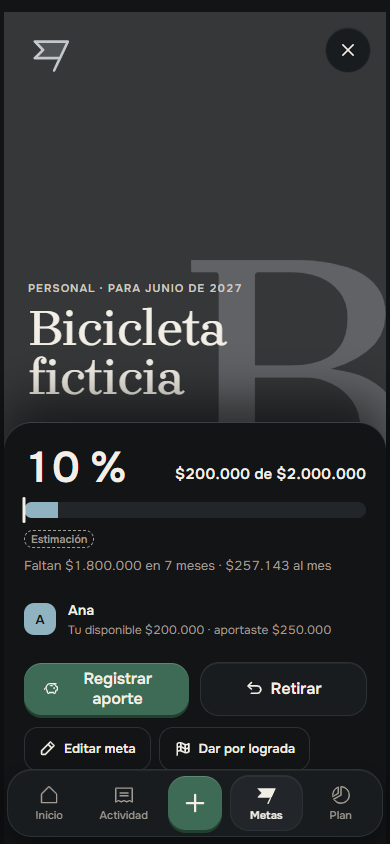 PERSONAL · PARA JUNIO DE 2027
Bicicleta
ficticia
B
10 %
$200.000 de $2.000.000
Estimación
Faltan $1.800.000 en 7 meses · $257.143 al mes
A
Ana
Tu disponible $200.000 · aportaste $250.000
Registrar
aporte
Retirar
Editar meta
Dar por lograda
Inicio
Actividad
Metas
Plan